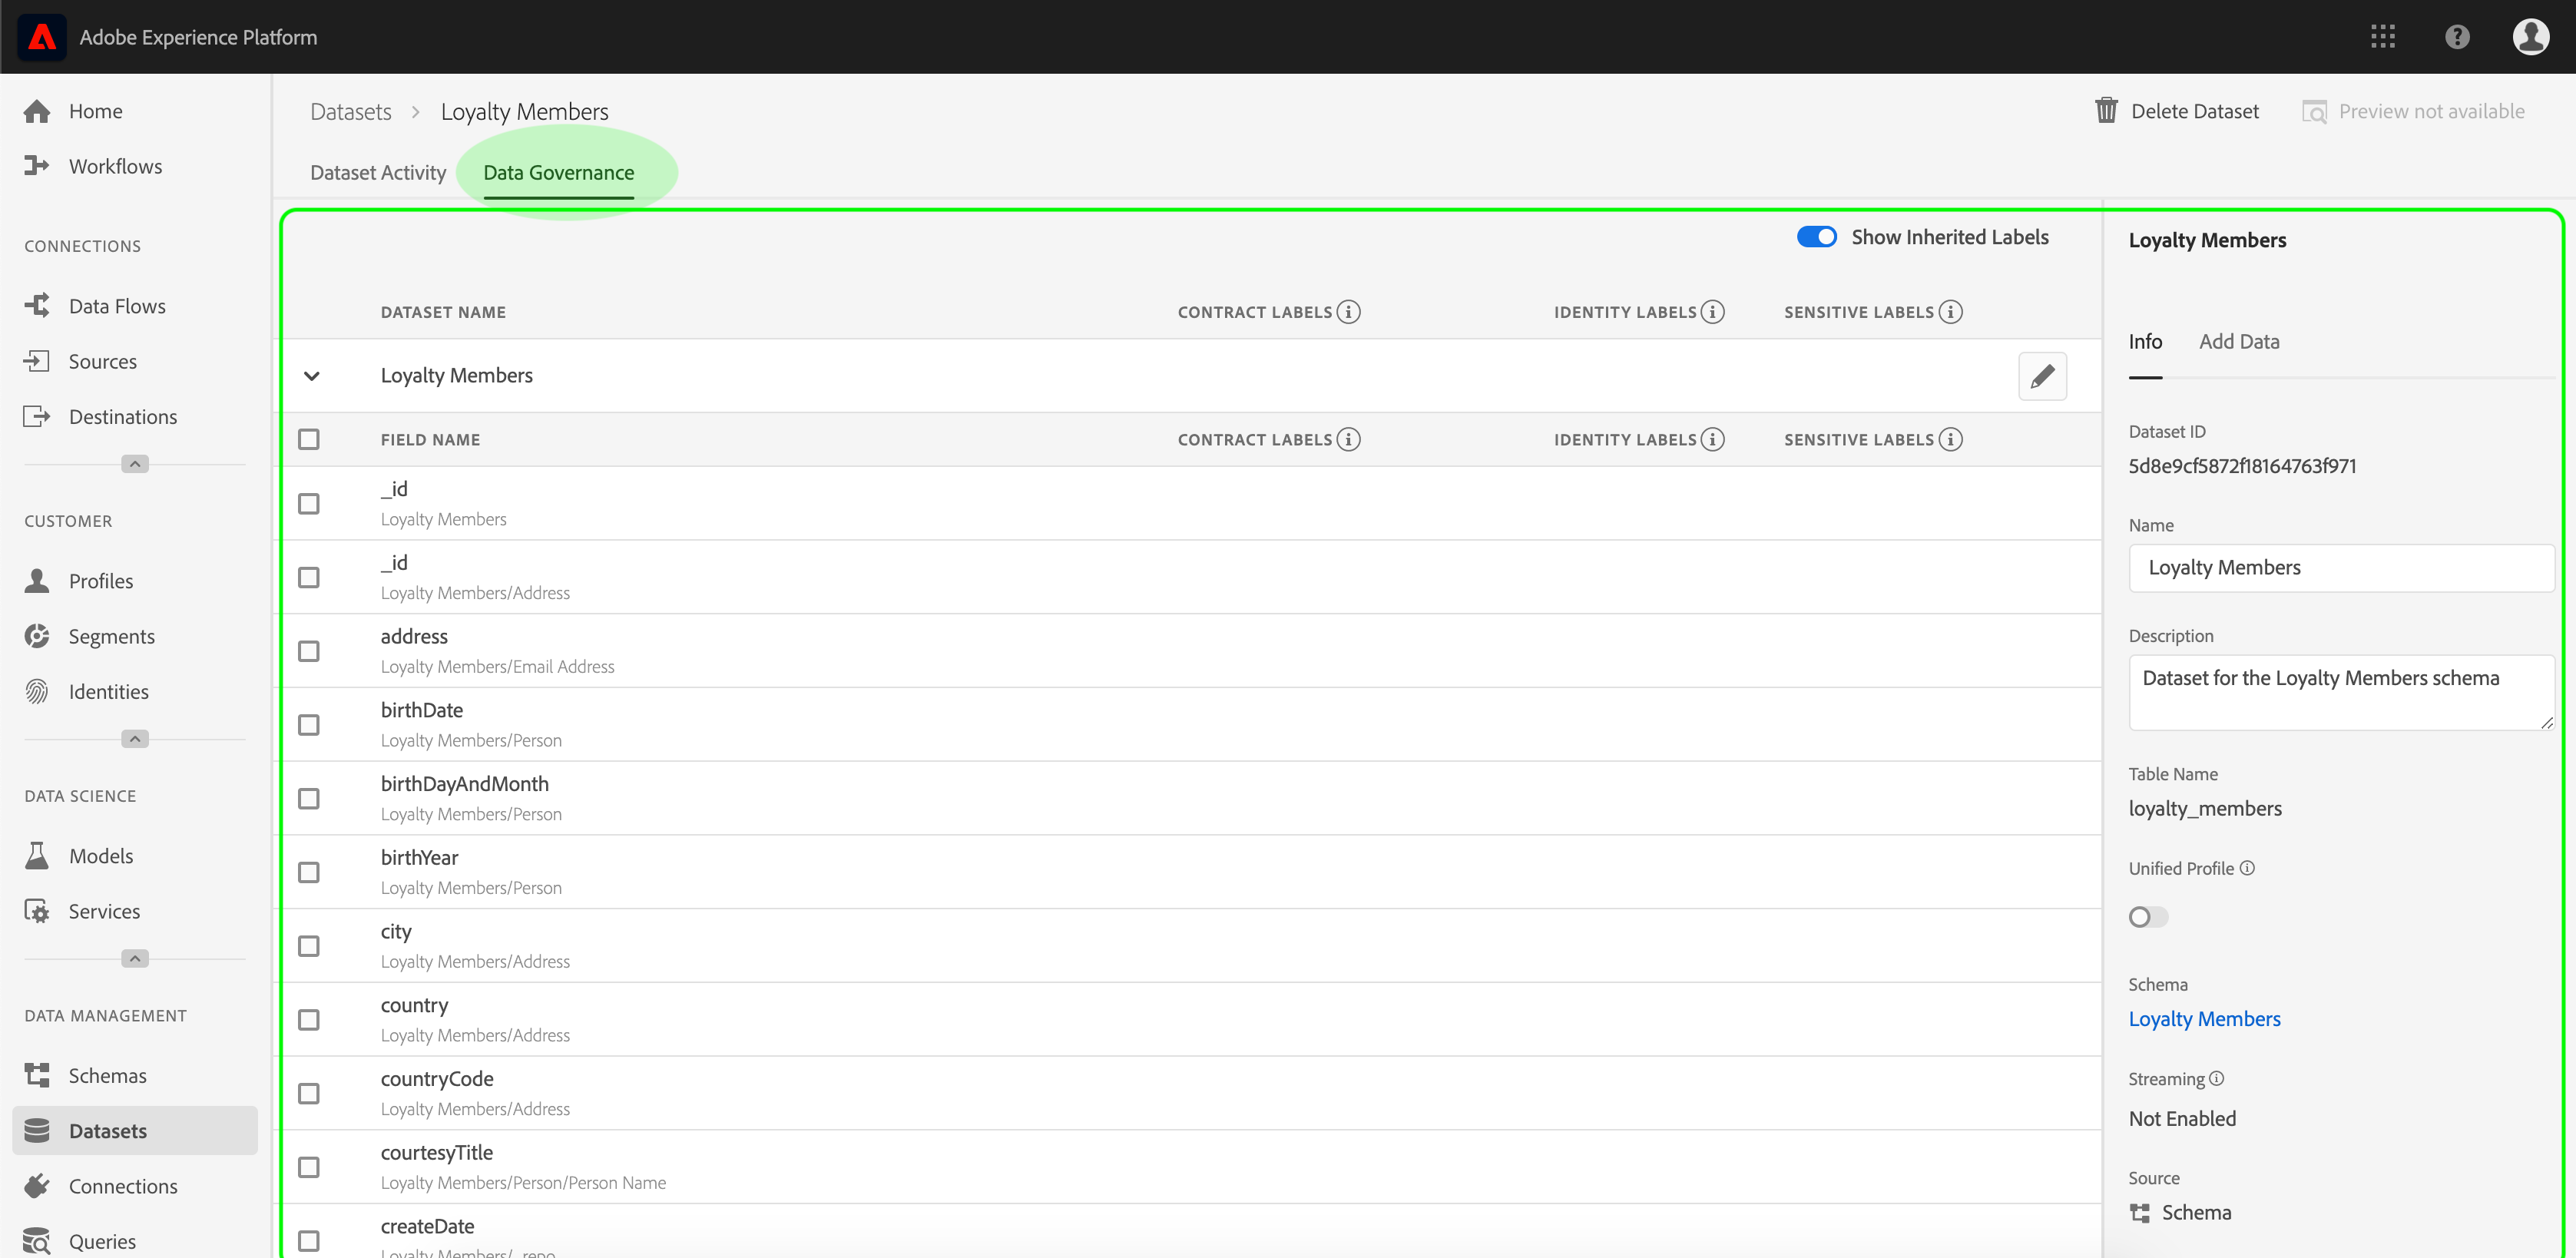 Adobe Experience Platform
Home
Workflows
CONNECTIONS
Data Flows
Sources
Destinations
CUSTOMER
Profiles
Segments
Identities
DATA SCIENCE
Models
Services
DATA MANAGEMENT
Schemas
Datasets
Connections
Queries
Datasets > Loyalty Members
Delete Dataset
Preview not available
Dataset Activity
Data Governance
Show Inherited Labels
DATASET NAME CONTRACT LABELS IDENTITY LABELS SENSITIVE LABELS
Loyalty Members
FIELD NAME CONTRACT LABELS IDENTITY LABELS SENSITIVE LABELS
_id
Loyalty Members
_id
Loyalty Members/Address
address
Loyalty Members/Email Address
birthDate
Loyalty Members/Person
birthDayAndMonth
Loyalty Members/Person
birthYear
Loyalty Members/Person
city
Loyalty Members/Address
country
Loyalty Members/Address
countryCode
Loyalty Members/Address
courtesyTitle
Loyalty Members/Person/Person Name
createDate
Loyalty Members/_repo
Loyalty Members
Info
Add Data
Dataset ID
5d8e9cf5872f18164763f971
Name
Loyalty Members
Description
Dataset for the Loyalty Members schema
Table Name
loyalty_members
Unified Profile
Schema
Loyalty Members
Streaming
Not Enabled
Source
Schema